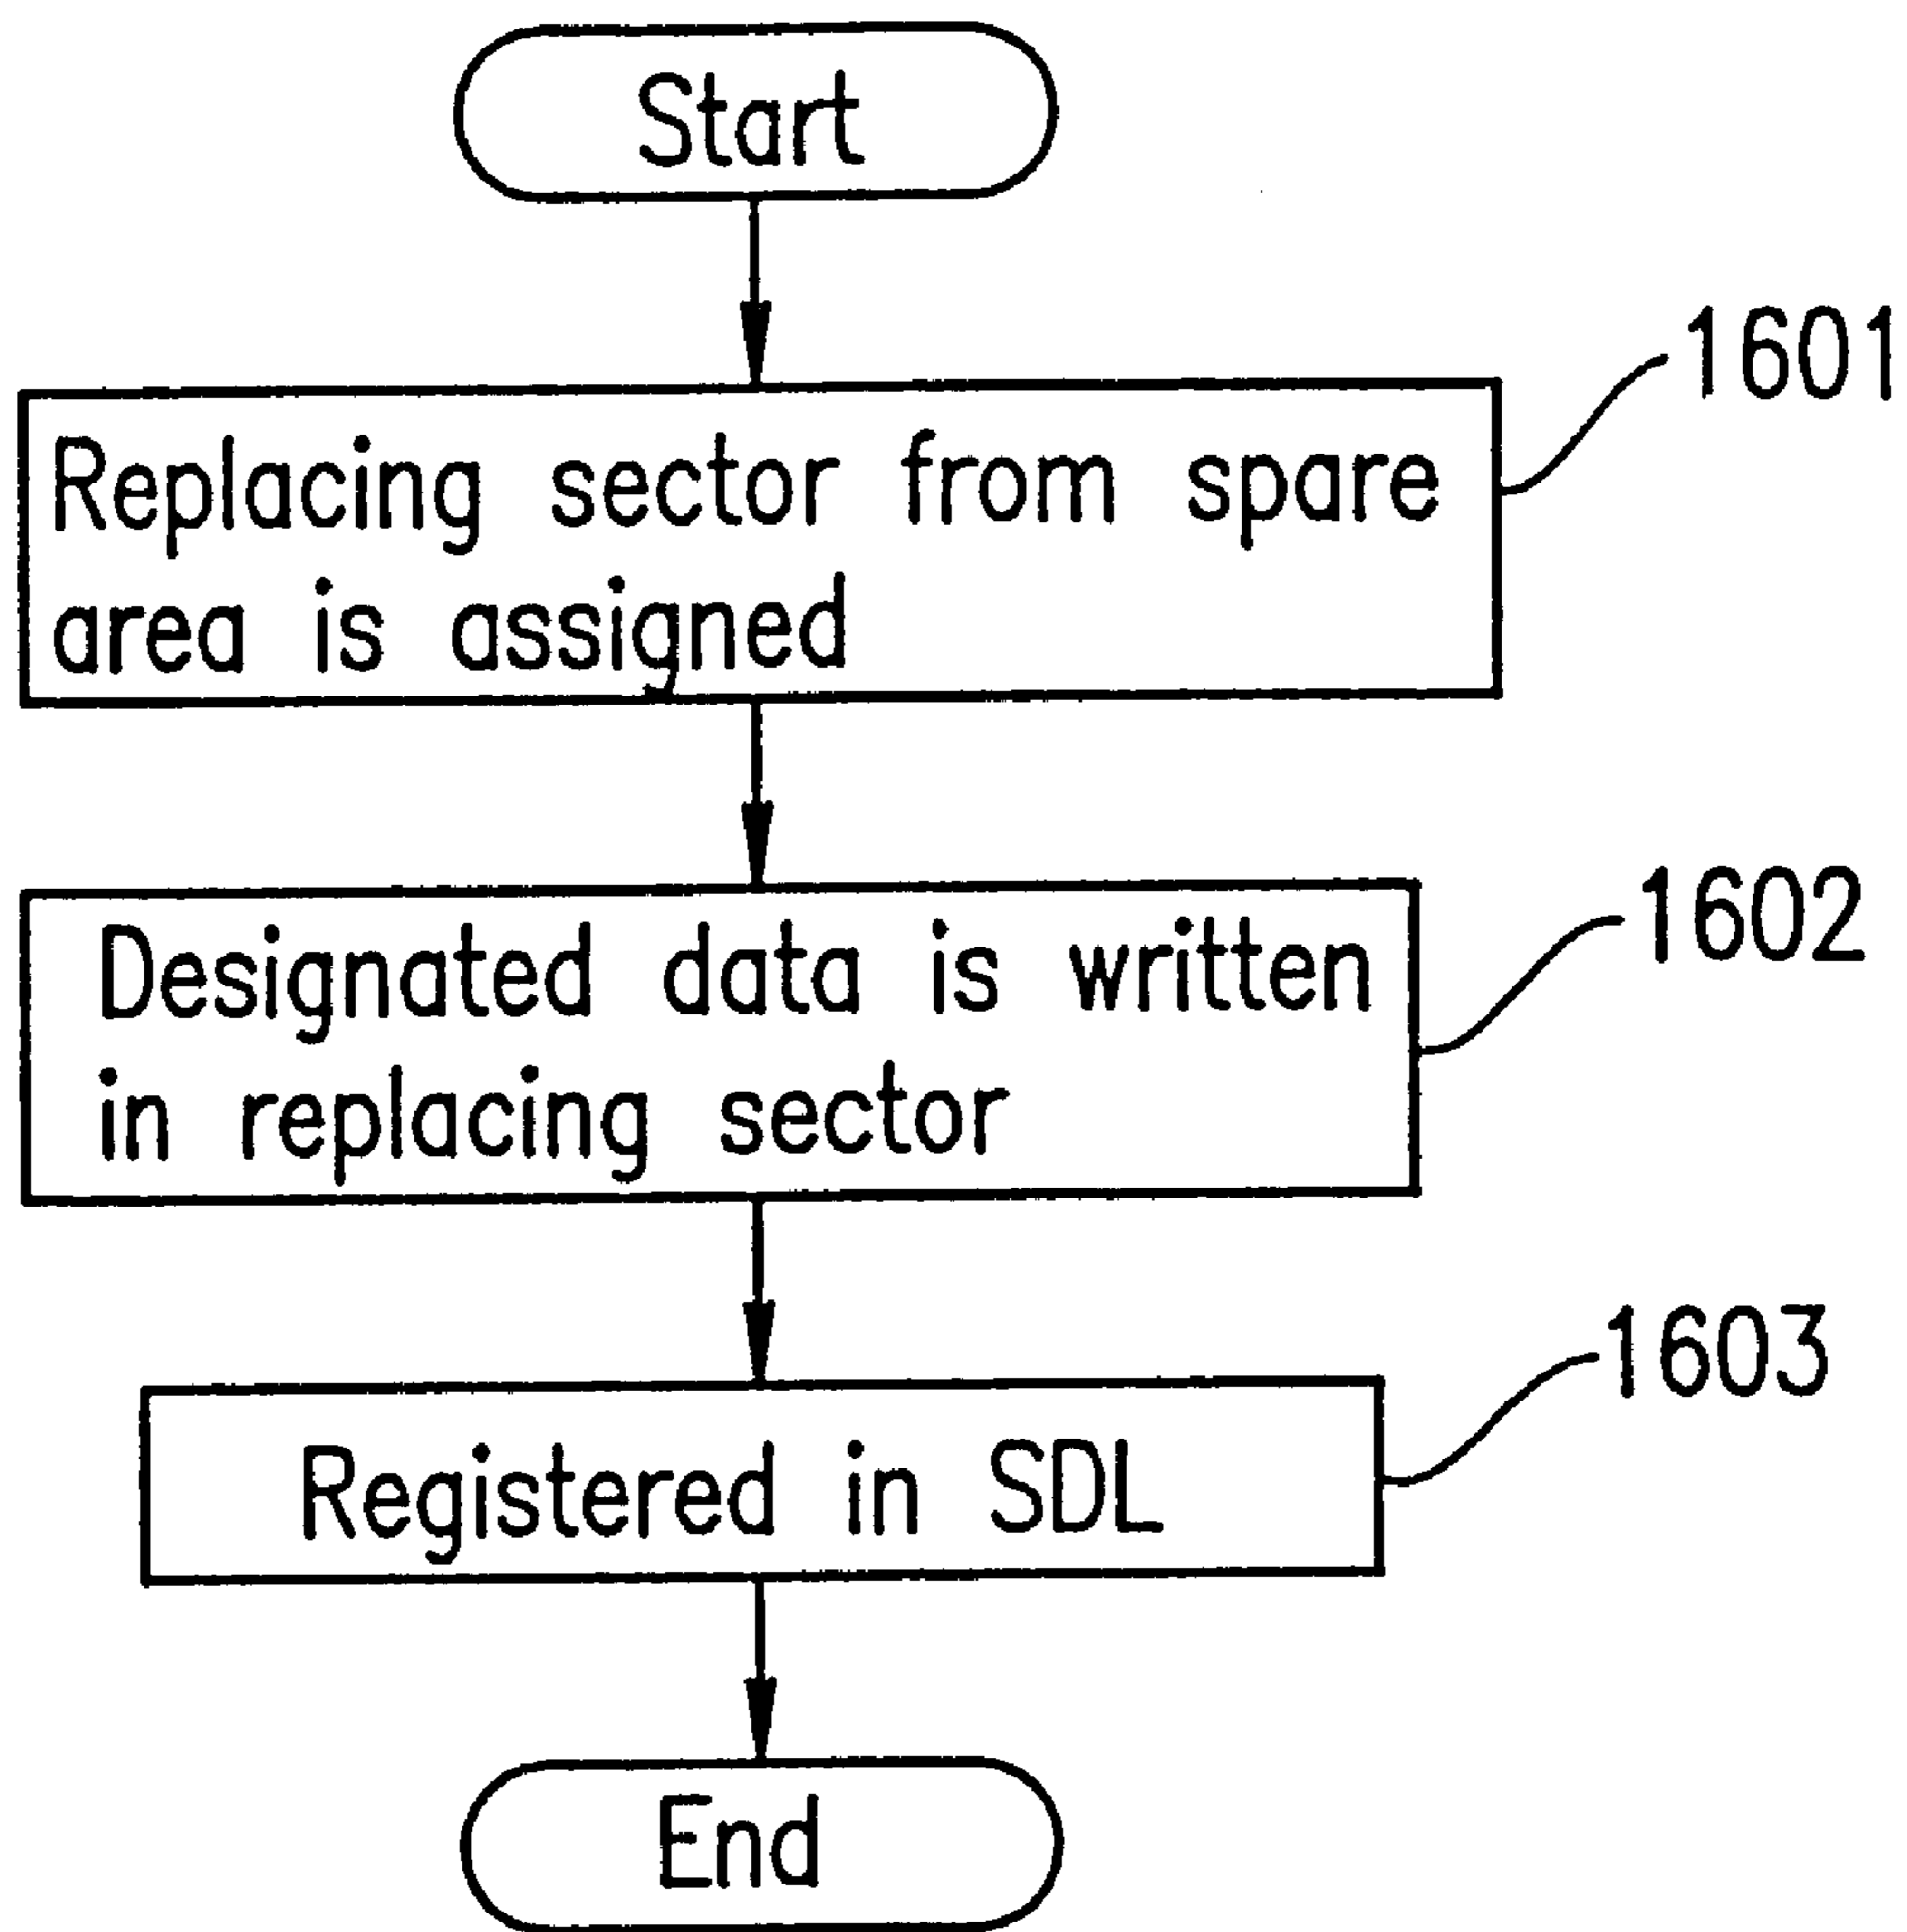 Start
1601
Replacing sector from spare
area is assigned
1602
Designated data is written
in replacing sector
1603
Registered in SDL
End